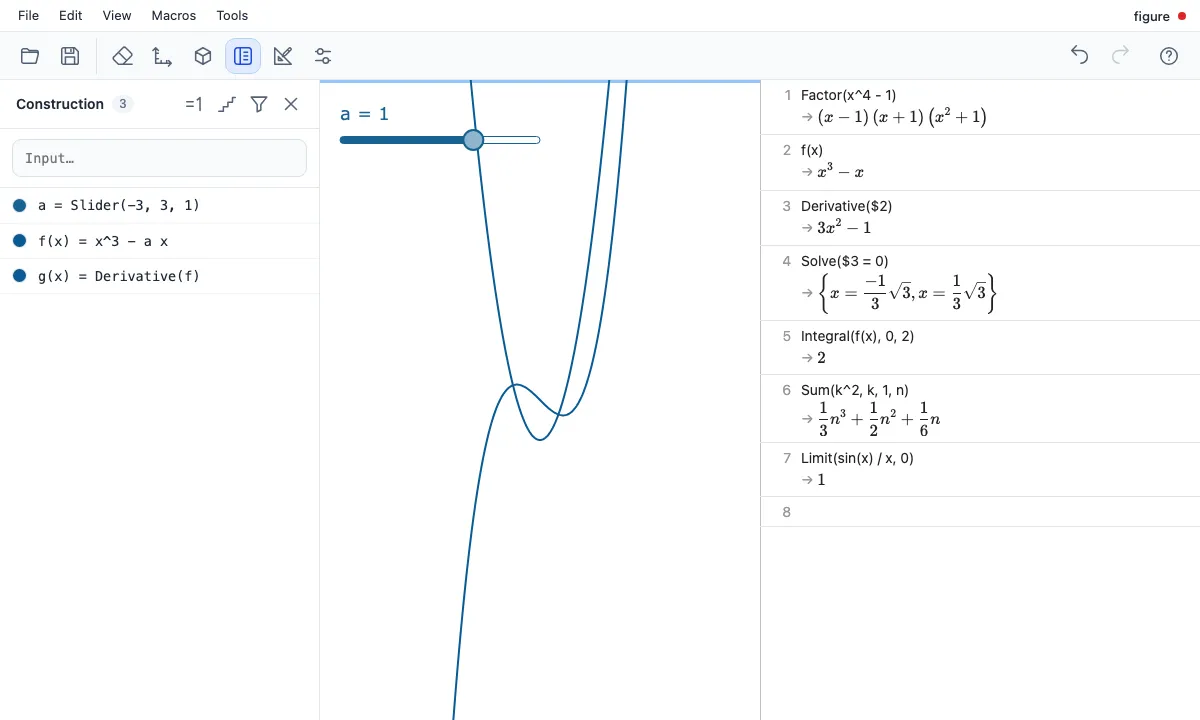 File Edit View Macros Tools
figure
Construction 3
=1
Input…
a = Slider(−3, 3, 1)
f(x) = x^3 − a x
g(x) = Derivative(f)
a = 1
1 Factor(x^4 - 1)
→ (x − 1) (x + 1) (x² + 1)
2 f(x)
→ x³ − x
3 Derivative($2)
→ 3x² − 1
4 Solve($3 = 0)
→ {x = −1/3 √3, x = 1/3 √3}
5 Integral(f(x), 0, 2)
→ 2
6 Sum(k^2, k, 1, n)
→ 1/3 n³ + 1/2 n² + 1/6 n
7 Limit(sin(x) / x, 0)
→ 1
8